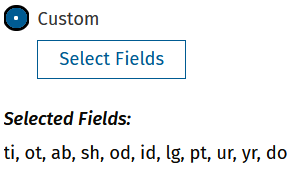 Custom
Select Fields
Selected Fields:
ti, ot, ab, sh, od, id, lg, pt, ur, yr, do